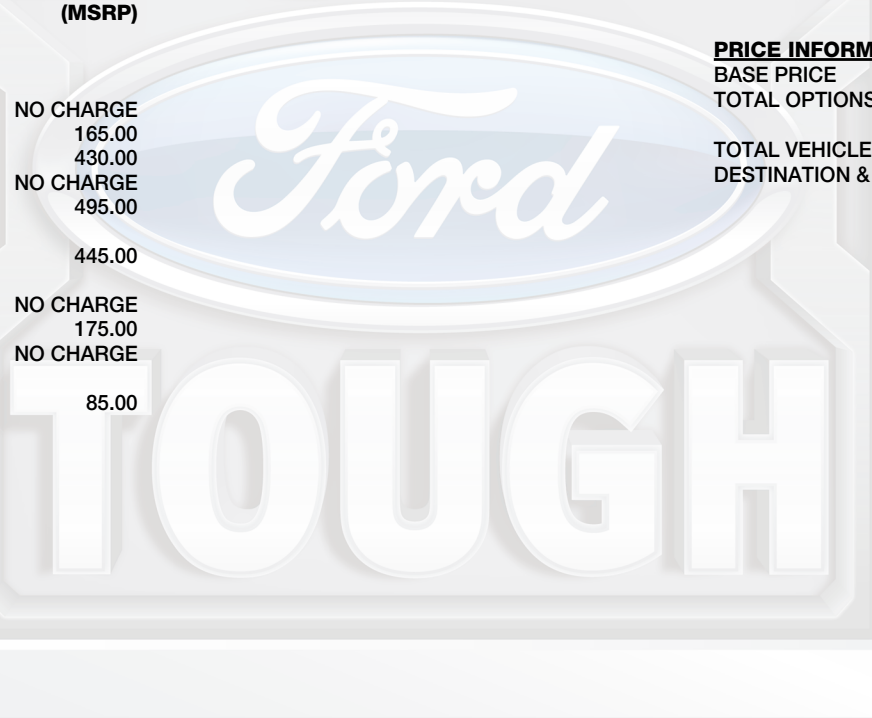 (MSRP)
NO CHARGE
165.00
430.00
NO CHARGE
495.00
445.00
NO CHARGE
175.00
NO CHARGE
85.00
PRICE INFORM
BASE PRICE
TOTAL OPTIONS
TOTAL VEHICLE
DESTINATION &
Ford
TOUGH